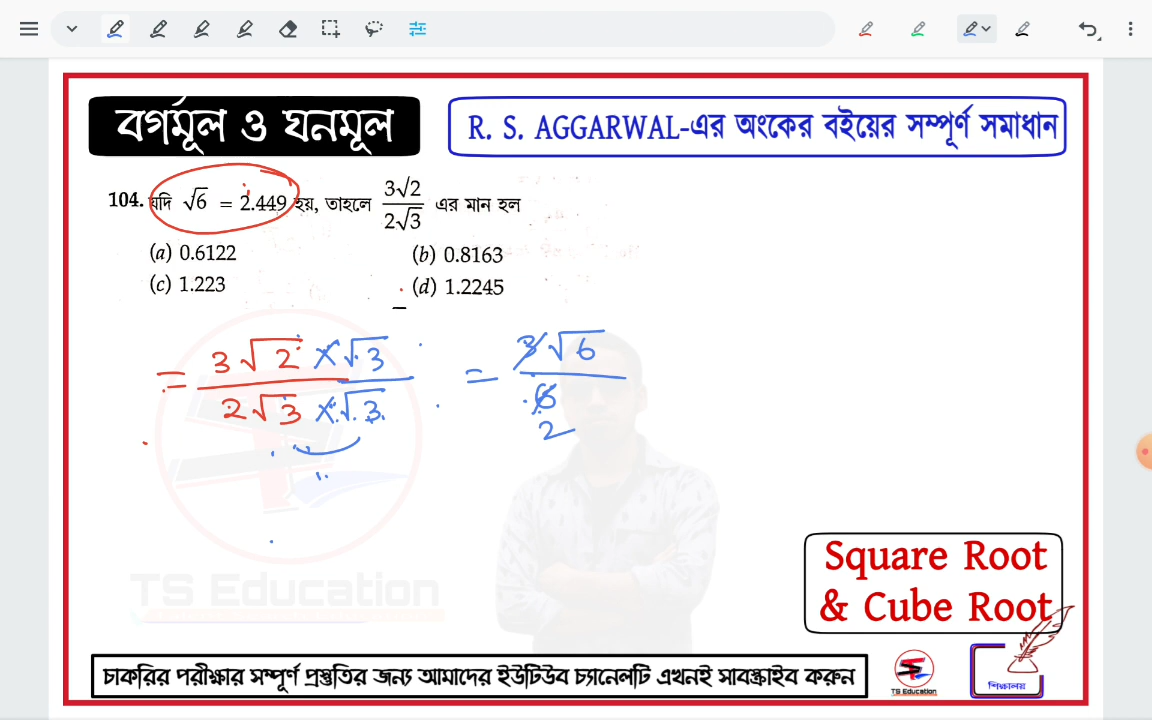 বর্গমূল ও ঘনমূল
R. S. AGGARWAL-এর অংকের বইয়ের সম্পূর্ণ সমাধান
104. যদি √6 = 2.449 হয়, তাহলে 3√2 / 2√3 এর মান হল
(a) 0.6122 (b) 0.8163
(c) 1.223 (d) 1.2245
= 3√2 × √3 / 2√3 × √3 = 3√6 / 6
2
TS Education
Square Root
& Cube Root
চাকরির পরীক্ষার সম্পূর্ণ প্রস্তুতির জন্য আমাদের ইউটিউব চ্যানেলটি এখনই সাবস্ক্রাইব করুন
TS Education
শিক্ষালয়